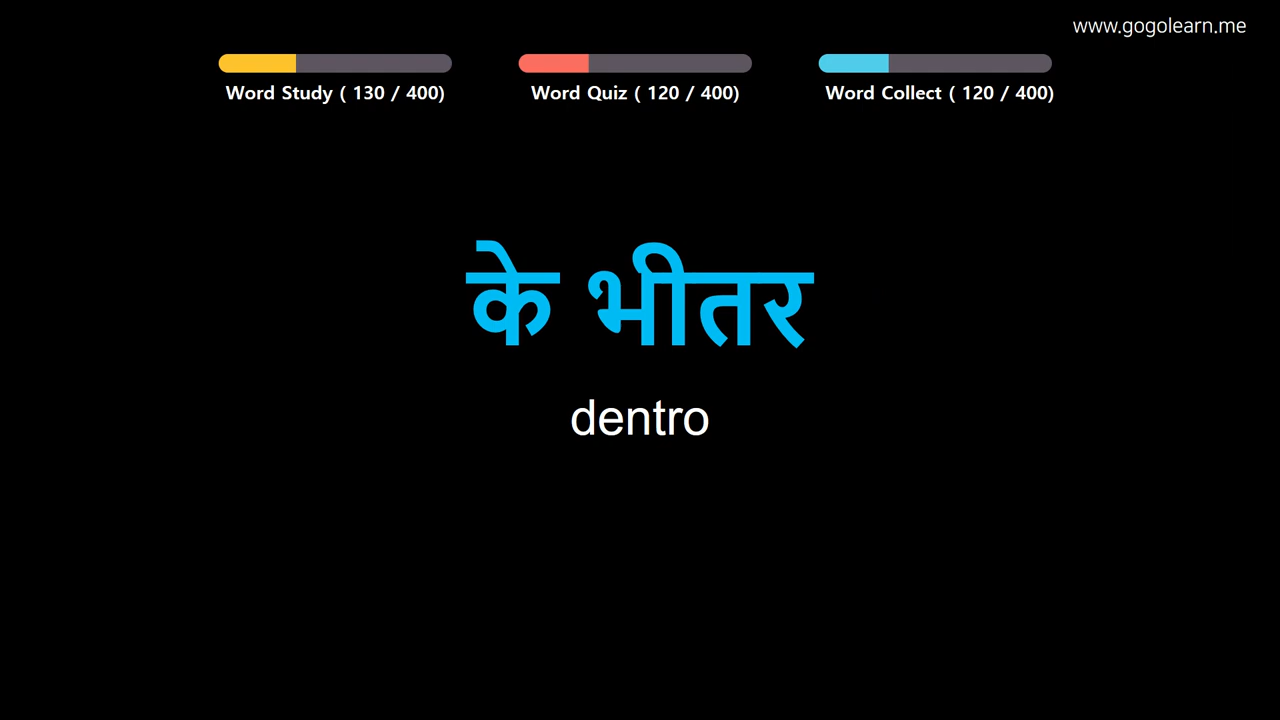 www.gogolearn.me
Word Study ( 130 / 400)
Word Quiz ( 120 / 400)
Word Collect ( 120 / 400)
के भीतर
dentro